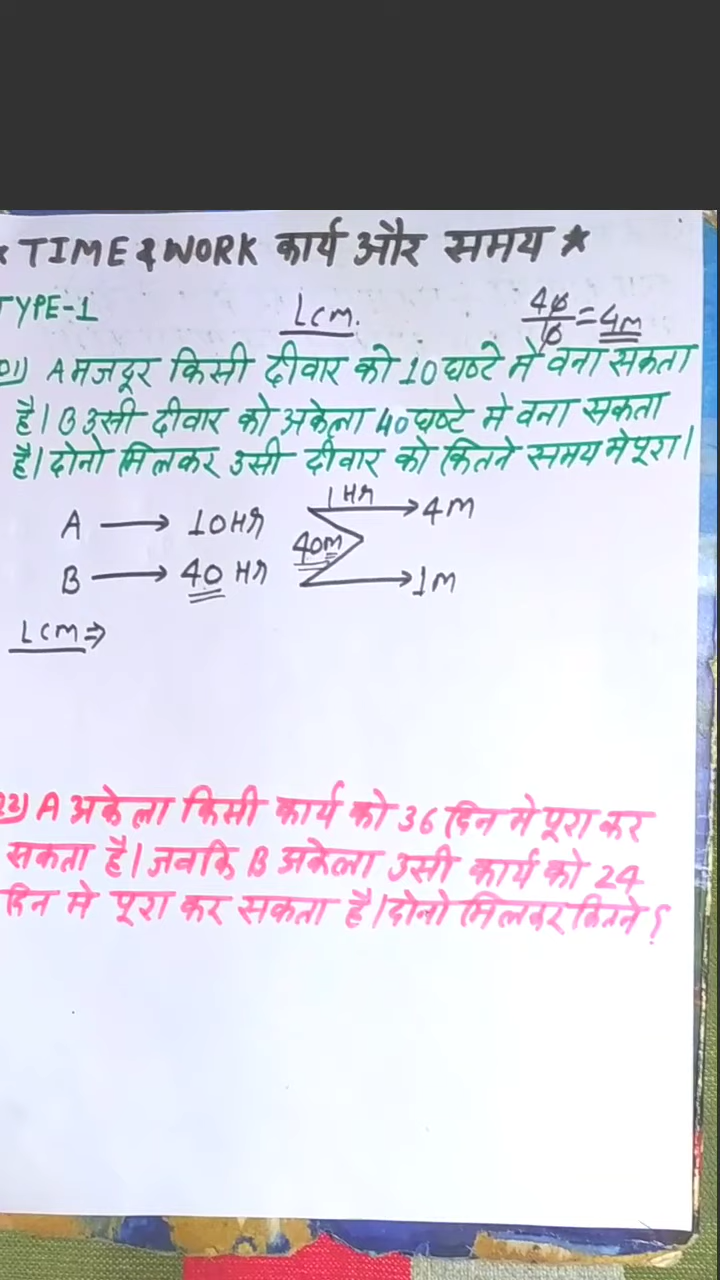 * TIME & WORK कार्य और समय *
TYPE-1 Lcm. 40/10 = 4m
Q1) A मजदूर किसी दीवार को 10 घण्टे में बना सकता
है। B उसी दीवार को अकेला 40 घण्टे मे बना सकता
है। दोनो मिलकर उसी दीवार को कितने समय मे पूरा।
1 Hr
A → 10 Hr → 4m
40m
B → 40 Hr → 1m
Lcm ⇒
Q2) A अकेला किसी कार्य को 36 दिन मे पूरा कर
सकता है। जबकि B अकेला उसी कार्य को 24
दिन मे पूरा कर सकता है। दोनो मिलकर कितने ?